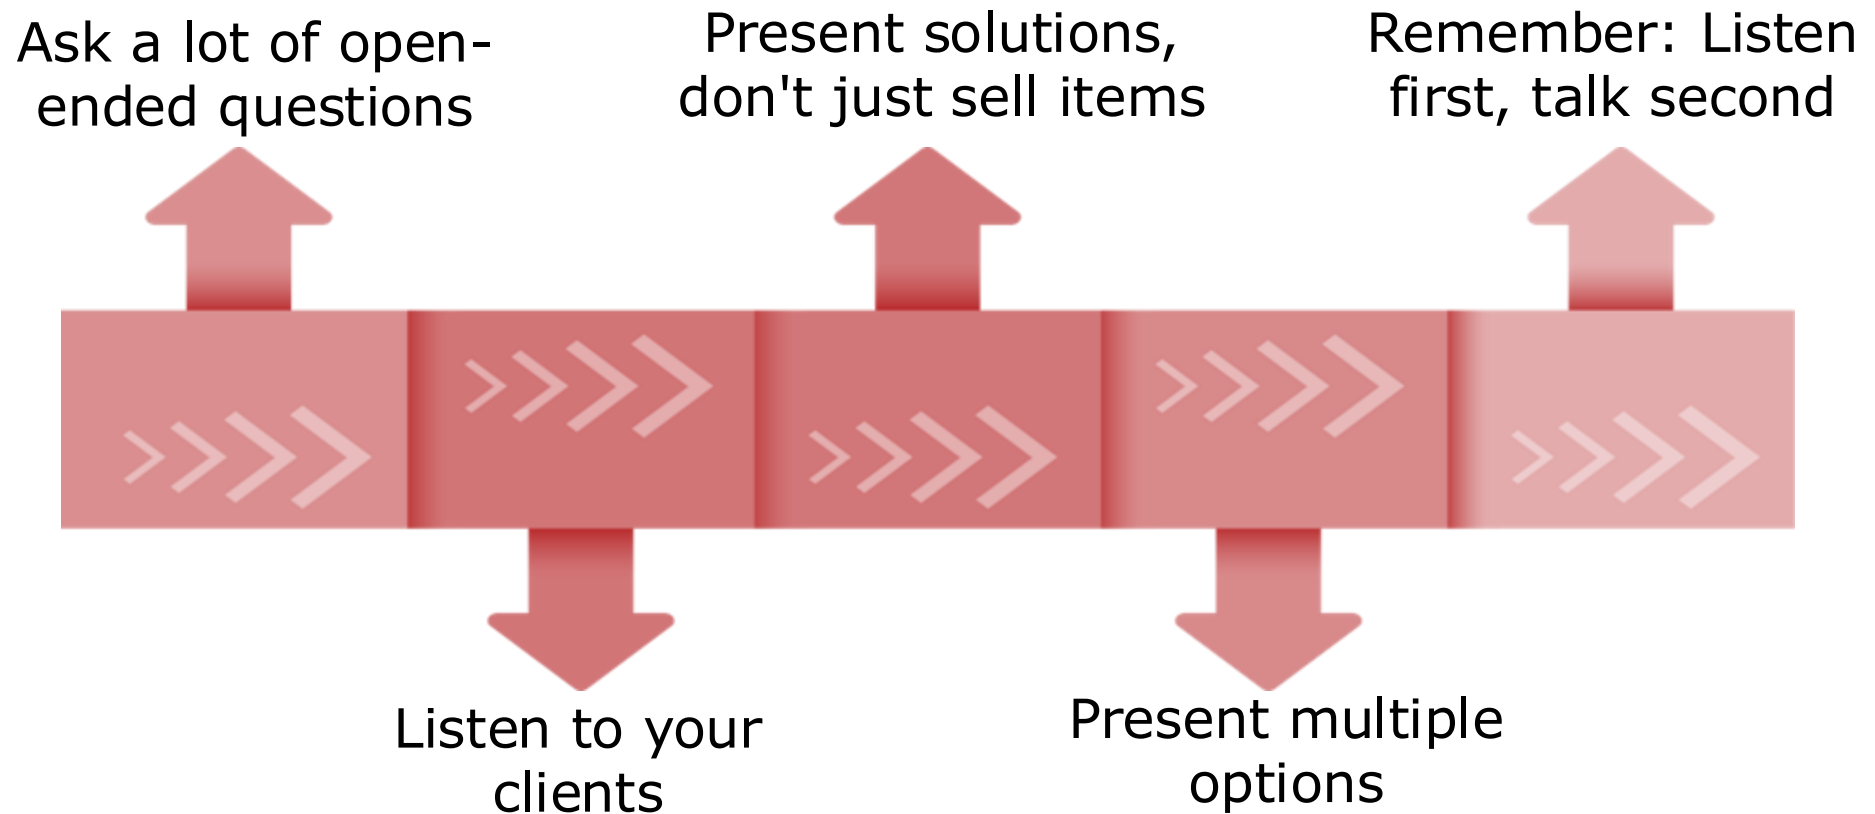 Ask a lot of open-
ended questions
Listen to your
clients
Present solutions,
don't just sell items
Present multiple
options
Remember: Listen
first, talk second